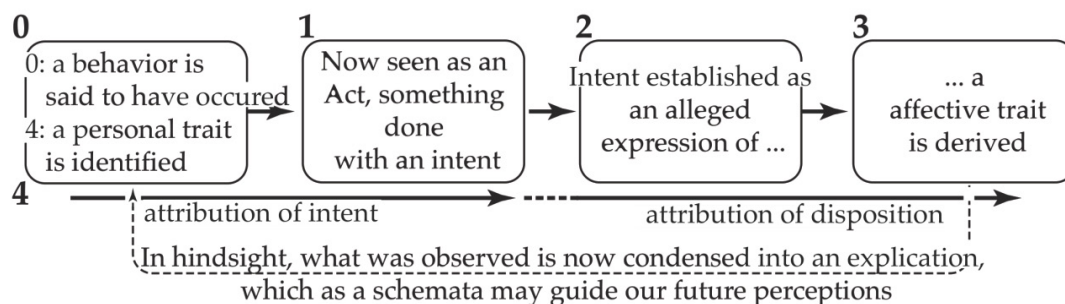 0
0: a behavior is
said to have occured
4: a personal trait
is identified
4
1
Now seen as an
Act, something
done
with an intent
2
Intent established as
an alleged
expression of ...
3
... a
affective trait
is derived
attribution of intent
attribution of disposition
In hindsight, what was observed is now condensed into an explication,
which as a schemata may guide our future perceptions